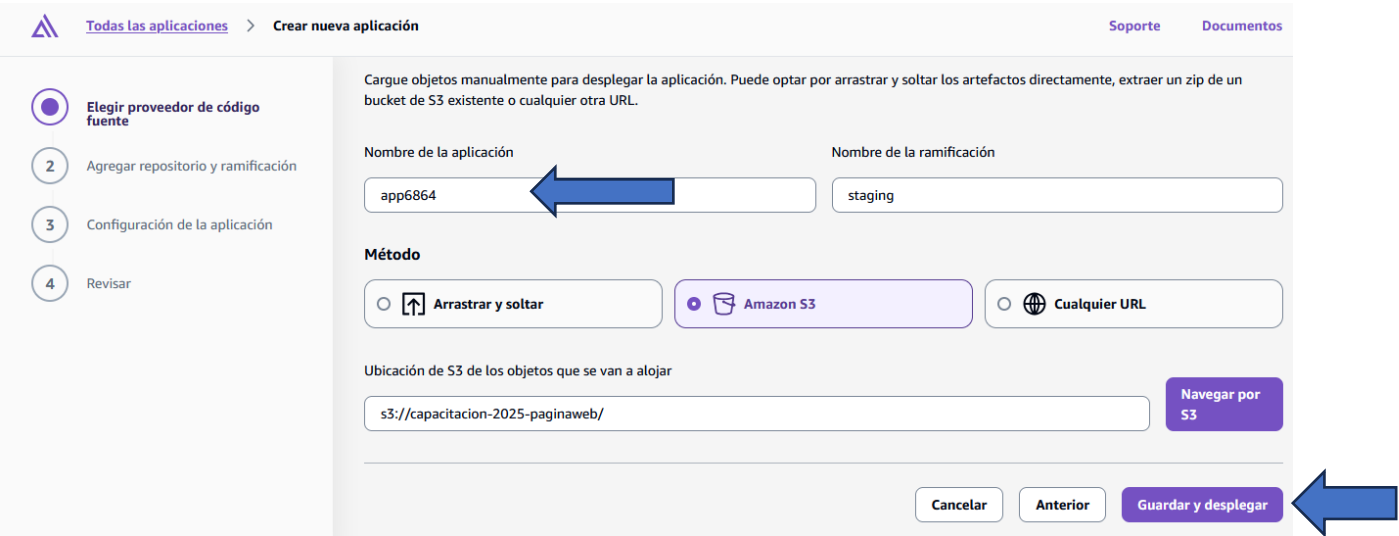 Todas las aplicaciones > Crear nueva aplicación
Soporte Documentos
Elegir proveedor de código
fuente
2 Agregar repositorio y ramificación
3 Configuración de la aplicación
4 Revisar
Cargue objetos manualmente para desplegar la aplicación. Puede optar por arrastrar y soltar los artefactos directamente, extraer un zip de un
bucket de S3 existente o cualquier otra URL.
Nombre de la aplicación
app6864
Nombre de la ramificación
staging
Método
Arrastrar y soltar
Amazon S3
Cualquier URL
Ubicación de S3 de los objetos que se van a alojar
s3://capacitacion-2025-paginaweb/
Navegar por
S3
Cancelar
Anterior
Guardar y desplegar